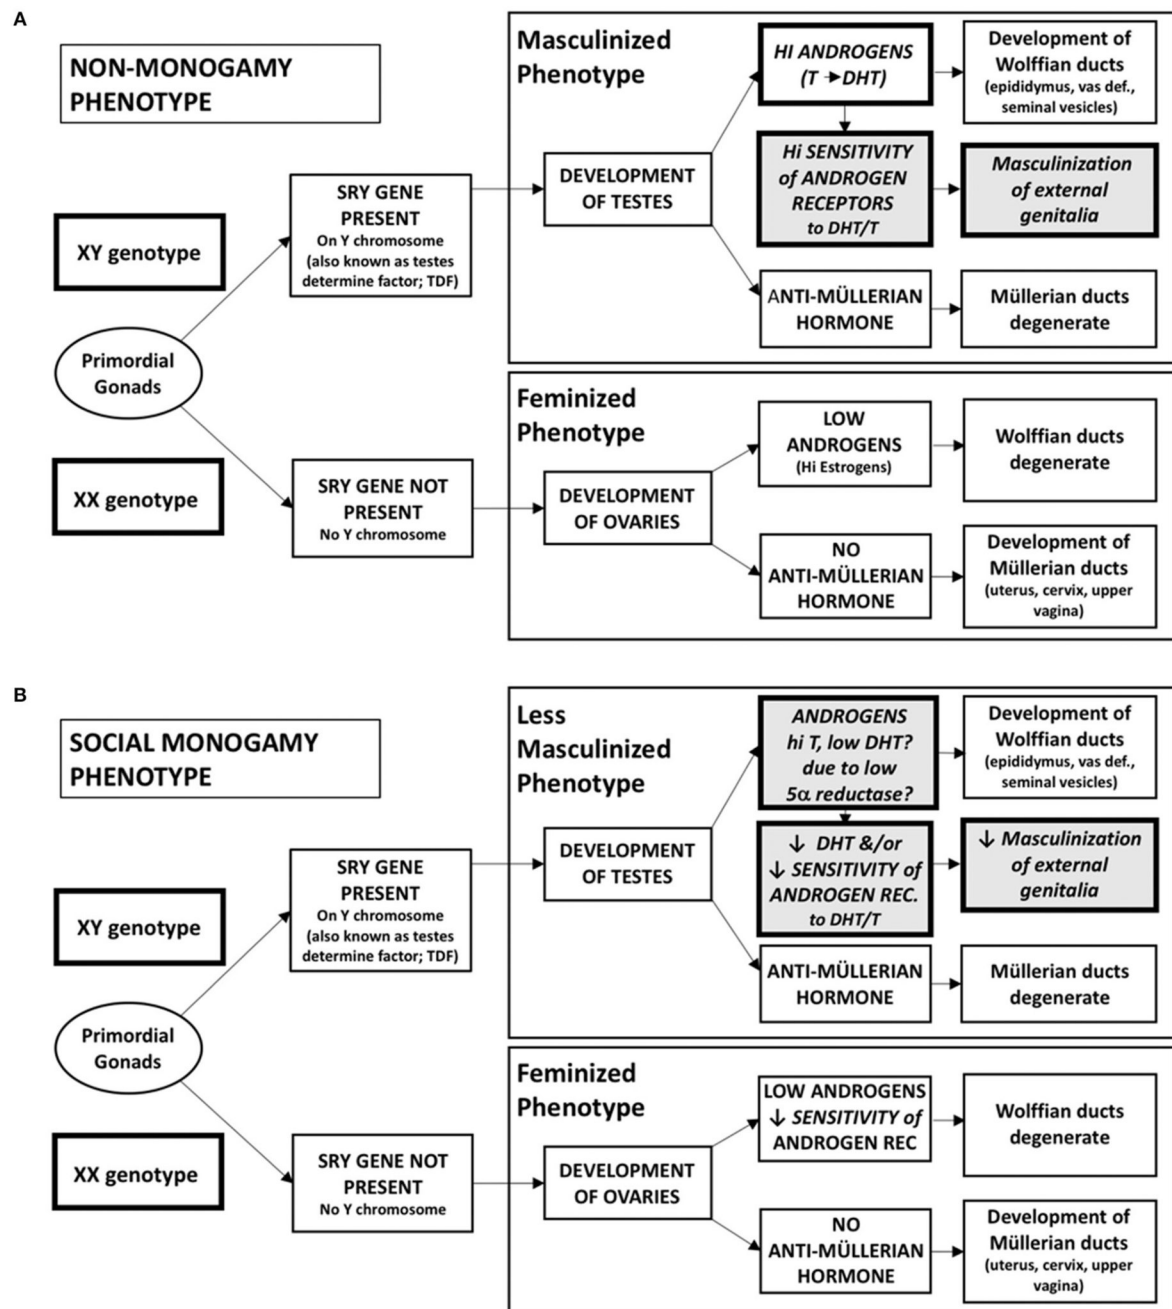 A
NON-MONOGAMY
PHENOTYPE
XY genotype
Primordial
Gonads
XX genotype
SRY GENE
PRESENT
On Y chromosome
(also known as testes
determine factor; TDF)
SRY GENE NOT
PRESENT
No Y chromosome
Masculinized
Phenotype
DEVELOPMENT
OF TESTES
HI ANDROGENS
(T → DHT)
Hi SENSITIVITY
of ANDROGEN
RECEPTORS
to DHT/T
ANTI-MÜLLERIAN
HORMONE
Development of
Wolffian ducts
(epididymus, vas def.,
seminal vesicles)
Masculinization
of external
genitalia
Müllerian ducts
degenerate
Feminized
Phenotype
DEVELOPMENT
OF OVARIES
LOW
ANDROGENS
(Hi Estrogens)
NO
ANTI-MÜLLERIAN
HORMONE
Wolffian ducts
degenerate
Development of
Müllerian ducts
(uterus, cervix, upper
vagina)
B
SOCIAL MONOGAMY
PHENOTYPE
XY genotype
Primordial
Gonads
XX genotype
SRY GENE
PRESENT
On Y chromosome
(also known as testes
determine factor; TDF)
SRY GENE NOT
PRESENT
No Y chromosome
Less
Masculinized
Phenotype
DEVELOPMENT
OF TESTES
ANDROGENS
hi T, low DHT?
due to low
5α reductase?
↓ DHT &/or
↓ SENSITIVITY of
ANDROGEN REC.
to DHT/T
ANTI-MÜLLERIAN
HORMONE
Development of
Wolffian ducts
(epididymus, vas def.,
seminal vesicles)
↓ Masculinization
of external
genitalia
Müllerian ducts
degenerate
Feminized
Phenotype
DEVELOPMENT
OF OVARIES
LOW ANDROGENS
↓ SENSITIVITY of
ANDROGEN REC
NO
ANTI-MÜLLERIAN
HORMONE
Wolffian ducts
degenerate
Development of
Müllerian ducts
(uterus, cervix, upper
vagina)